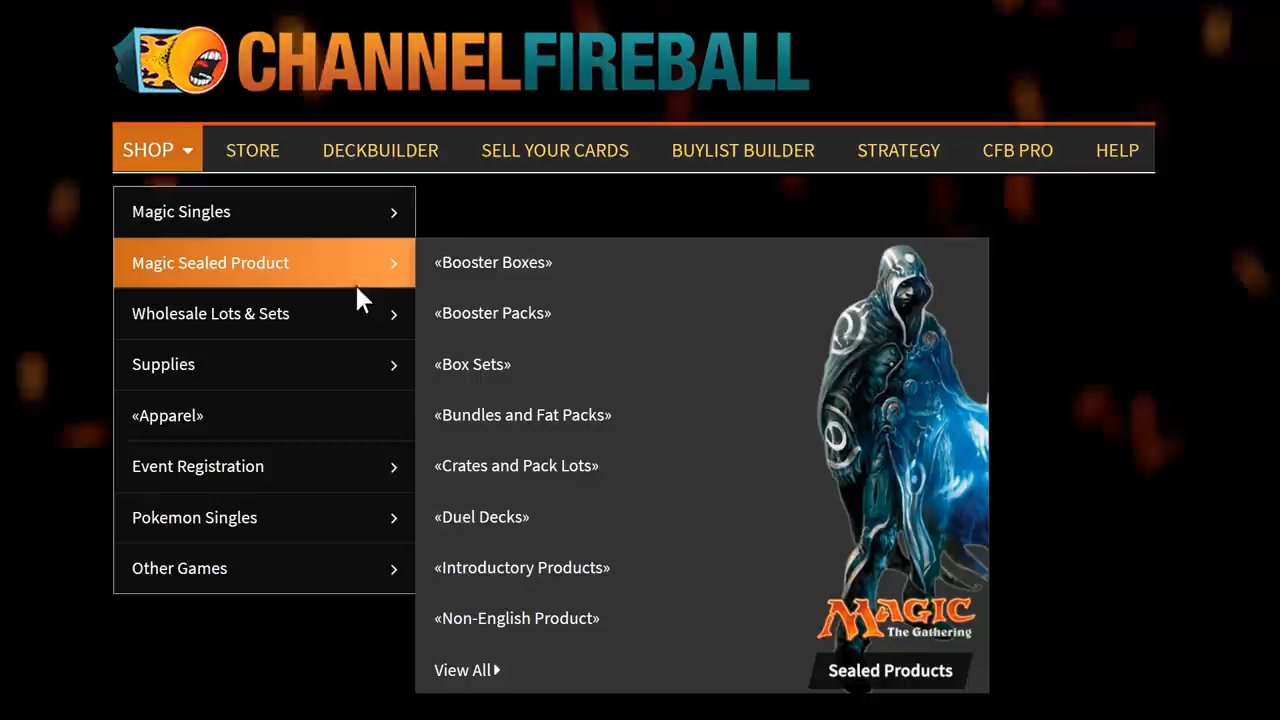 CHANNELFIREBALL
SHOP STORE DECKBUILDER SELL YOUR CARDS BUYLIST BUILDER STRATEGY CFB PRO HELP
Magic Singles
Magic Sealed Product
Wholesale Lots & Sets
Supplies
«Apparel»
Event Registration
Pokemon Singles
Other Games
«Booster Boxes»
«Booster Packs»
«Box Sets»
«Bundles and Fat Packs»
«Crates and Pack Lots»
«Duel Decks»
«Introductory Products»
«Non-English Product»
View All
MAGIC
The Gathering
Sealed Products